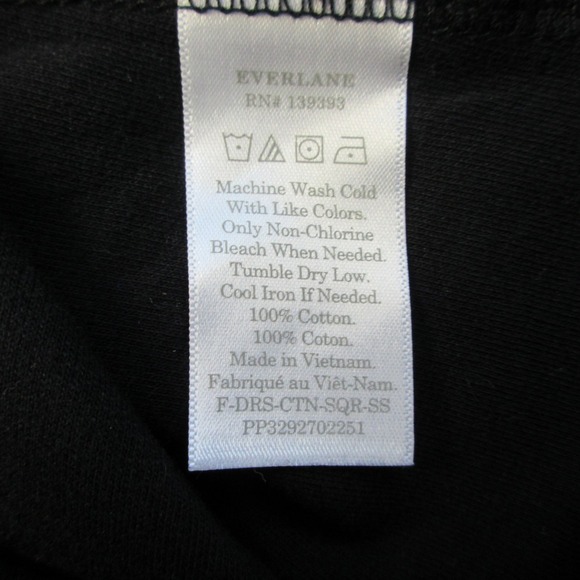 EVERLANE
RN# 139393
Machine Wash Cold
With Like Colors.
Only Non-Chlorine
Bleach When Needed.
Tumble Dry Low.
Cool Iron If Needed.
100% Cotton.
100% Coton.
Made in Vietnam.
Fabriqué au Viêt-Nam.
F-DRS-CTN-SQR-SS
PP3292702251